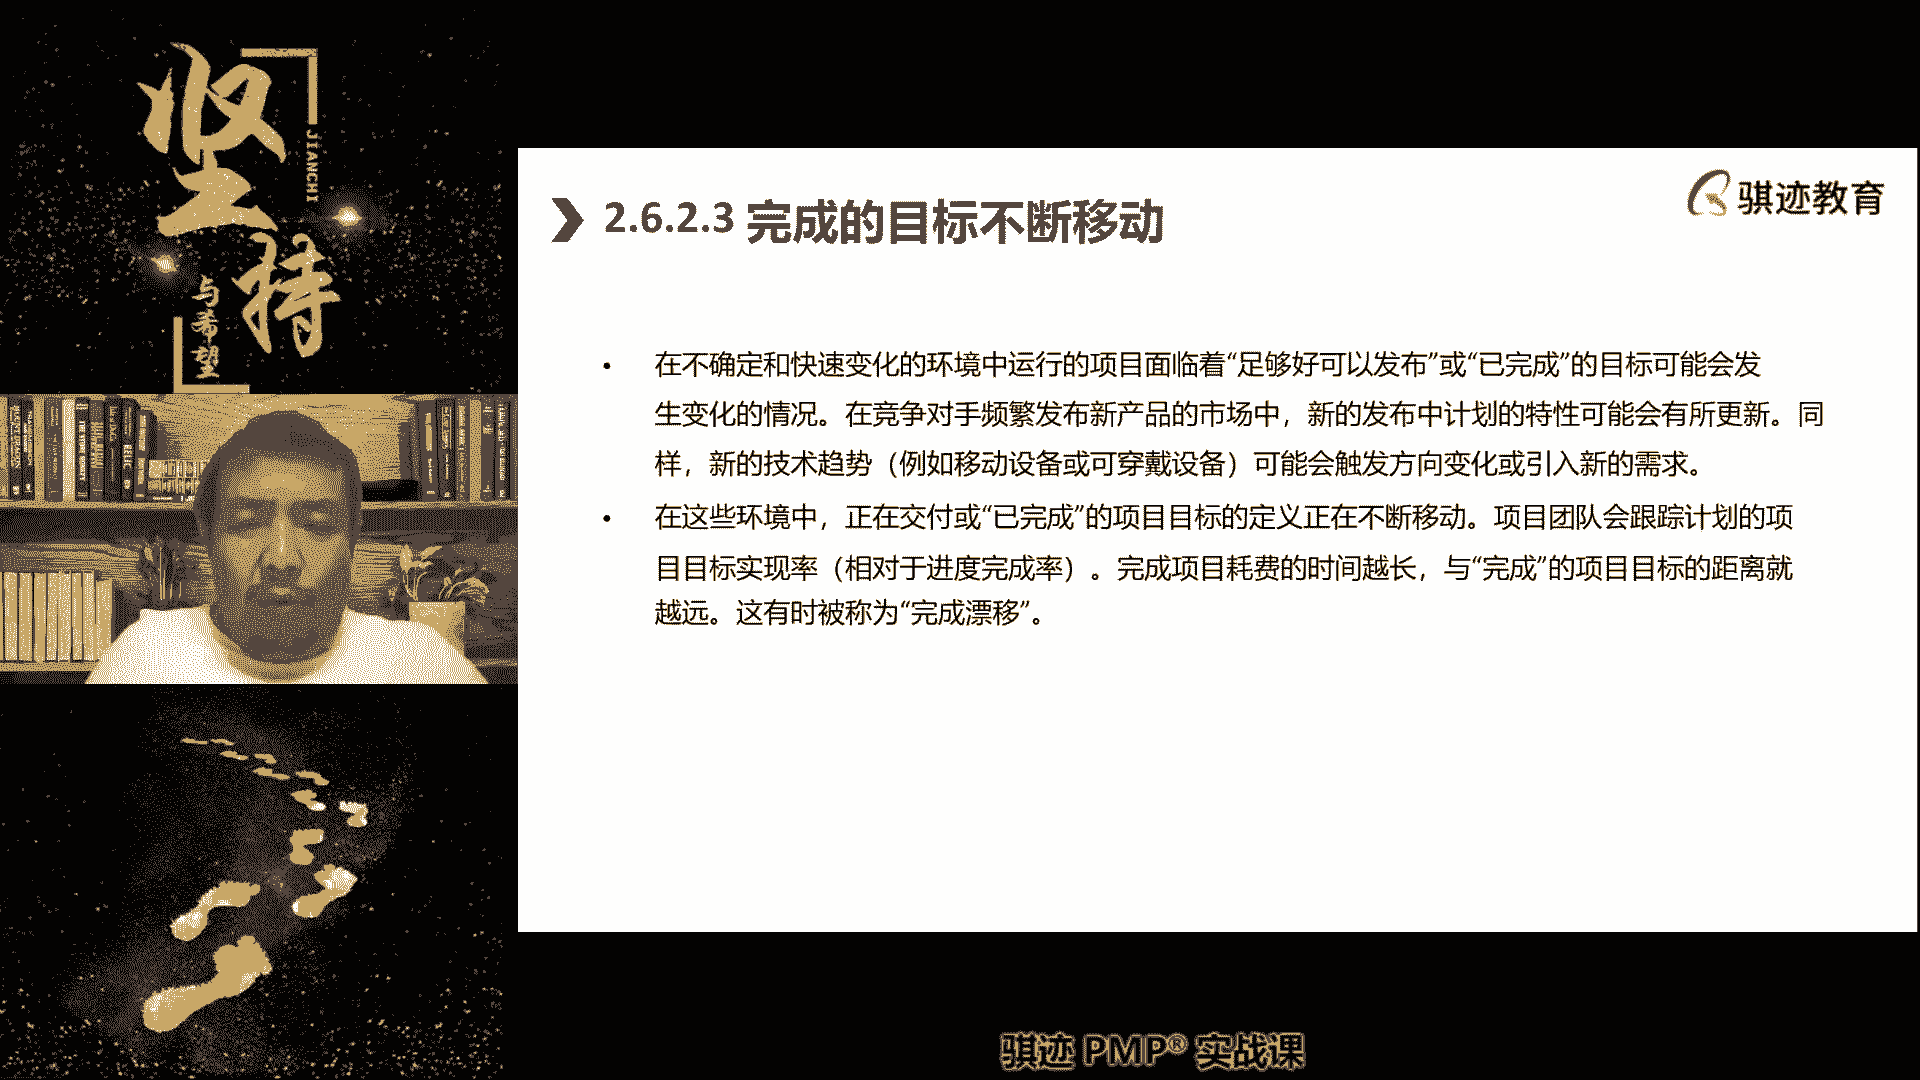 坚持
JIANCHI
与希望
骐迹教育
2.6.2.3 完成的目标不断移动
• 在不确定和快速变化的环境中运行的项目面临着“足够好可以发布”或“已完成”的目标可能会发
生变化的情况。在竞争对手频繁发布新产品的市场中，新的发布中计划的特性可能会有所更新。同
样，新的技术趋势（例如移动设备或可穿戴设备）可能会触发方向变化或引入新的需求。
• 在这些环境中，正在交付或“已完成”的项目目标的定义正在不断移动。项目团队会跟踪计划的项
目目标实现率（相对于进度完成率）。完成项目耗费的时间越长，与“完成”的项目目标的距离就
越远。这有时被称为“完成漂移”。
骐迹 PMP® 实战课